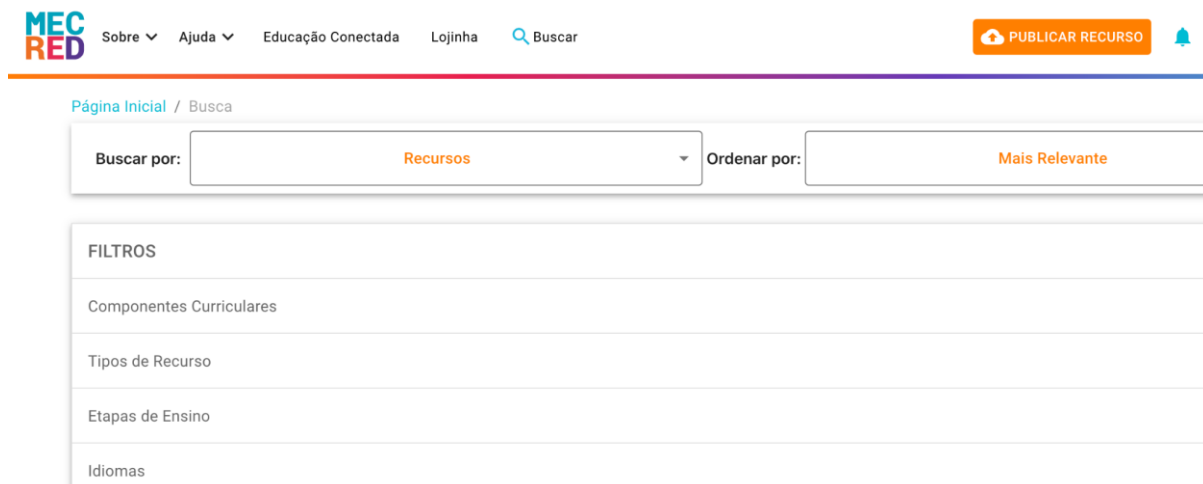 MEC
RED
Sobre Ajuda Educação Conectada Lojinha Buscar PUBLICAR RECURSO
Página Inicial / Busca
Buscar por: Recursos Ordenar por: Mais Relevante
FILTROS
Componentes Curriculares
Tipos de Recurso
Etapas de Ensino
Idiomas